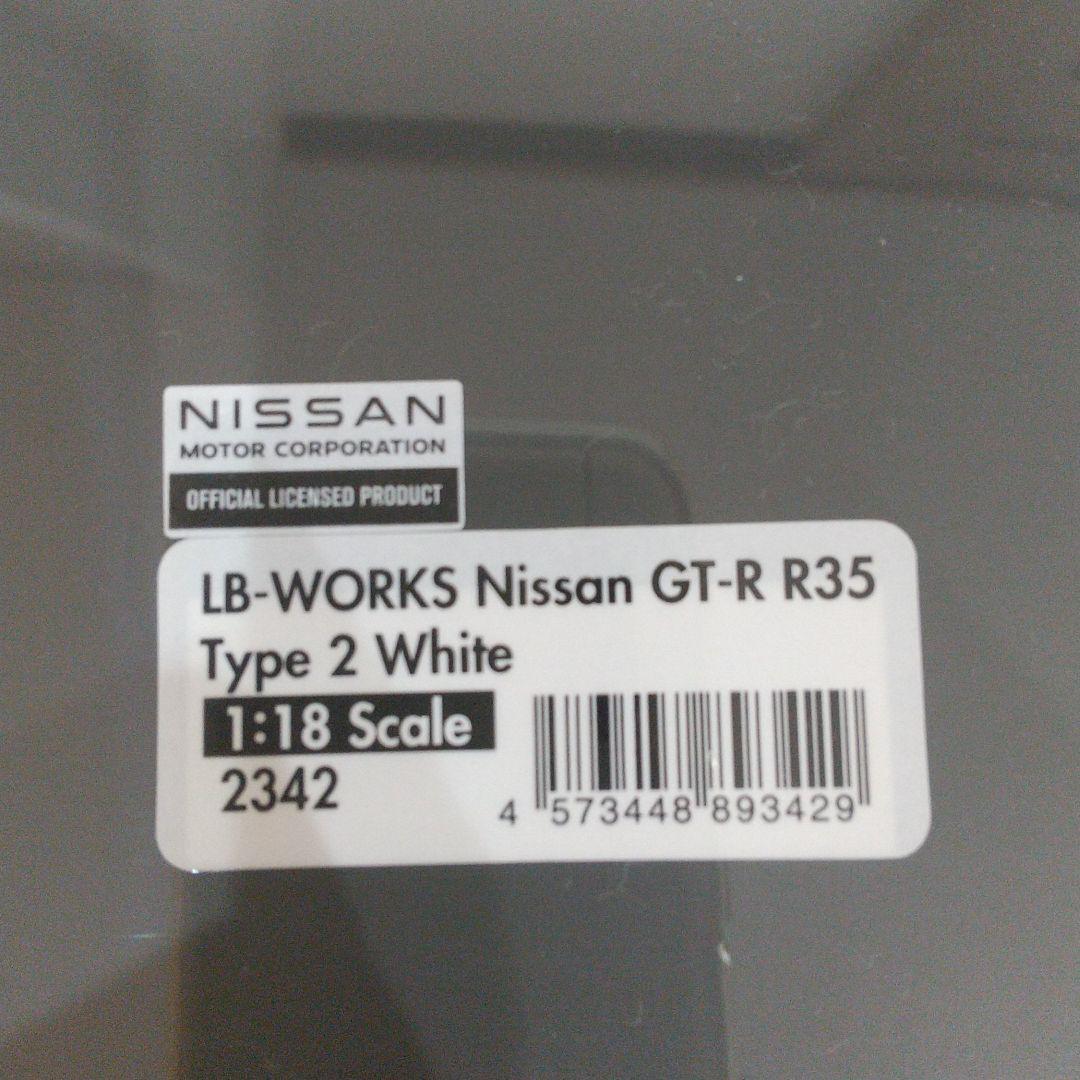 NISSAN
MOTOR CORPORATION
OFFICIAL LICENSED PRODUCT
LB-WORKS Nissan GT-R R35
Type 2 White
1:18 Scale
2342
4 573448 893429